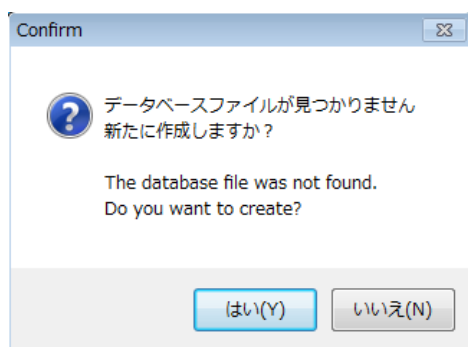 Confirm
データベースファイルが見つかりません
新たに作成しますか？
The database file was not found.
Do you want to create?
はい(Y)
いいえ(N)